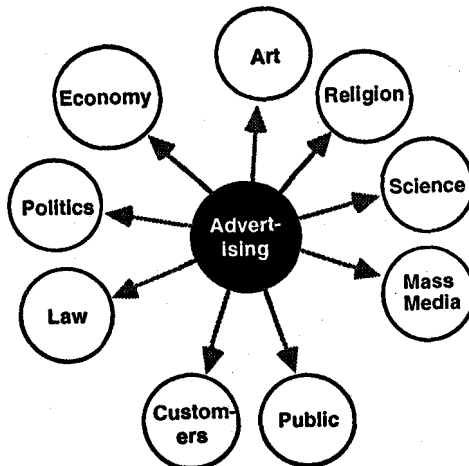 Art
Economy
Religion
Science
Politics
Advert-
ising
Mass
Media
Law
Custom-
ers
Public